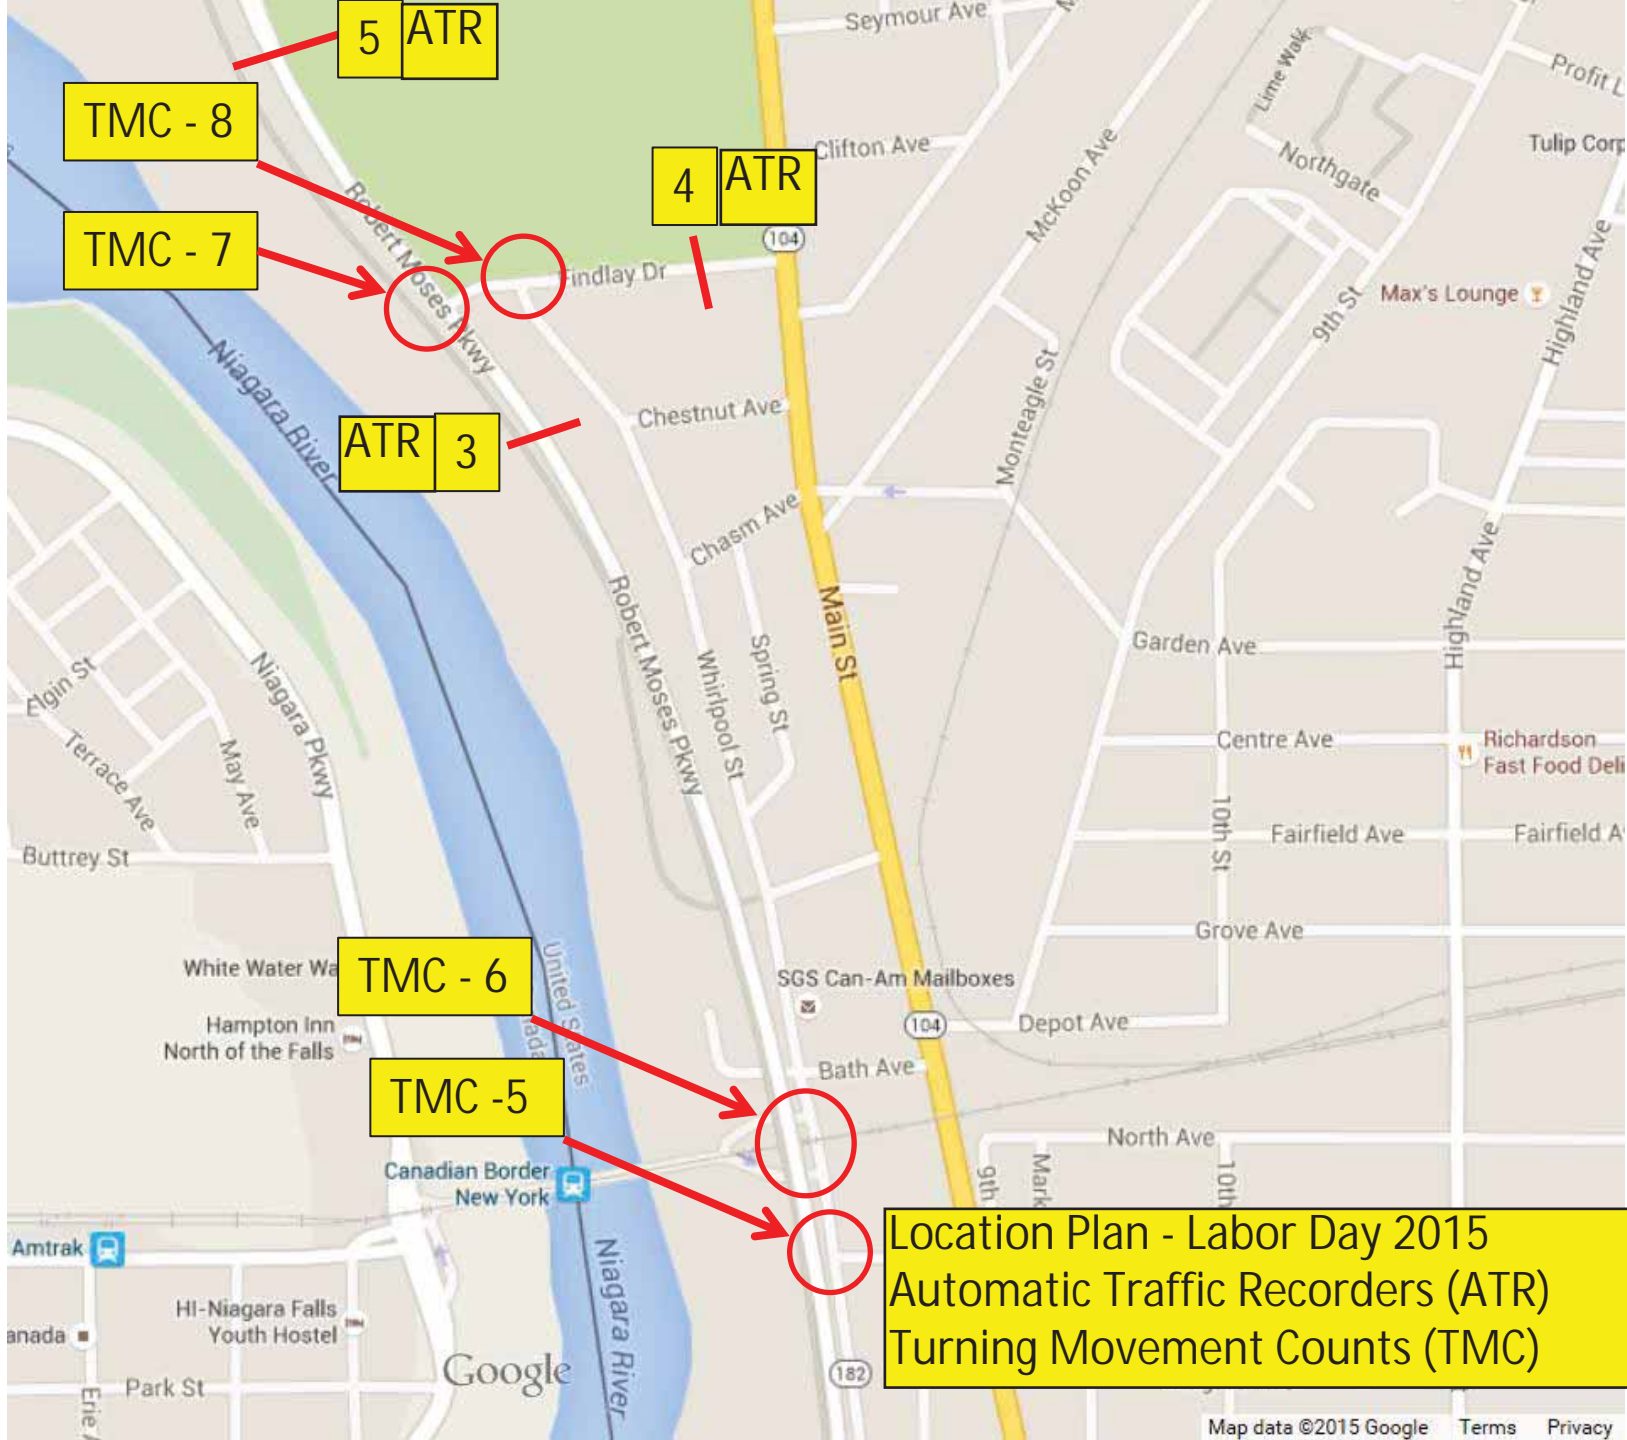 5 ATR
Seymour Ave
Lime Walk
Profit L
TMC - 8
Clifton Ave
Tulip Corp
Northgate
4 ATR
McKoon Ave
Robert Moses Pkwy
TMC - 7
104
Findlay Dr
Max's Lounge
9th St
Highland Ave
Niagara River
Monteagle St
Chestnut Ave
ATR 3
Chasm Ave
Highland Ave
Robert Moses Pkwy
Main St
Whirlpool St
Spring St
Garden Ave
Elgin St
Niagara Pkwy
Terrace Ave
May Ave
Centre Ave
Richardson
Fast Food Deli
10th St
Fairfield Ave
Fairfield A
Buttrey St
Grove Ave
White Water Wa
TMC - 6
United States
nada
SGS Can-Am Mailboxes
Hampton Inn
North of the Falls
104
Depot Ave
Bath Ave
TMC -5
North Ave
Canadian Border
New York
9th
Mark
10th
Location Plan - Labor Day 2015
Automatic Traffic Recorders (ATR)
Turning Movement Counts (TMC)
Amtrak
Niagara River
HI-Niagara Falls
Youth Hostel
anada
Google
182
Park St
Erie A
Map data ©2015 Google Terms Privacy